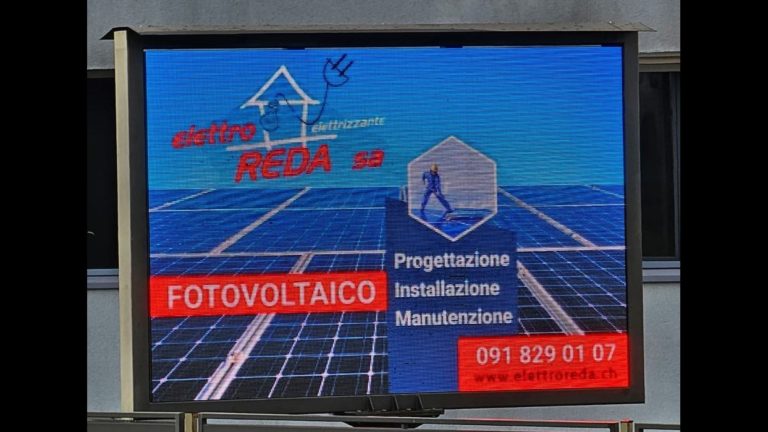 elettro
elettrizzante
REDA sa
FOTOVOLTAICO
Progettazione
Installazione
Manutenzione
091 829 01 07
www.elettroreda.ch